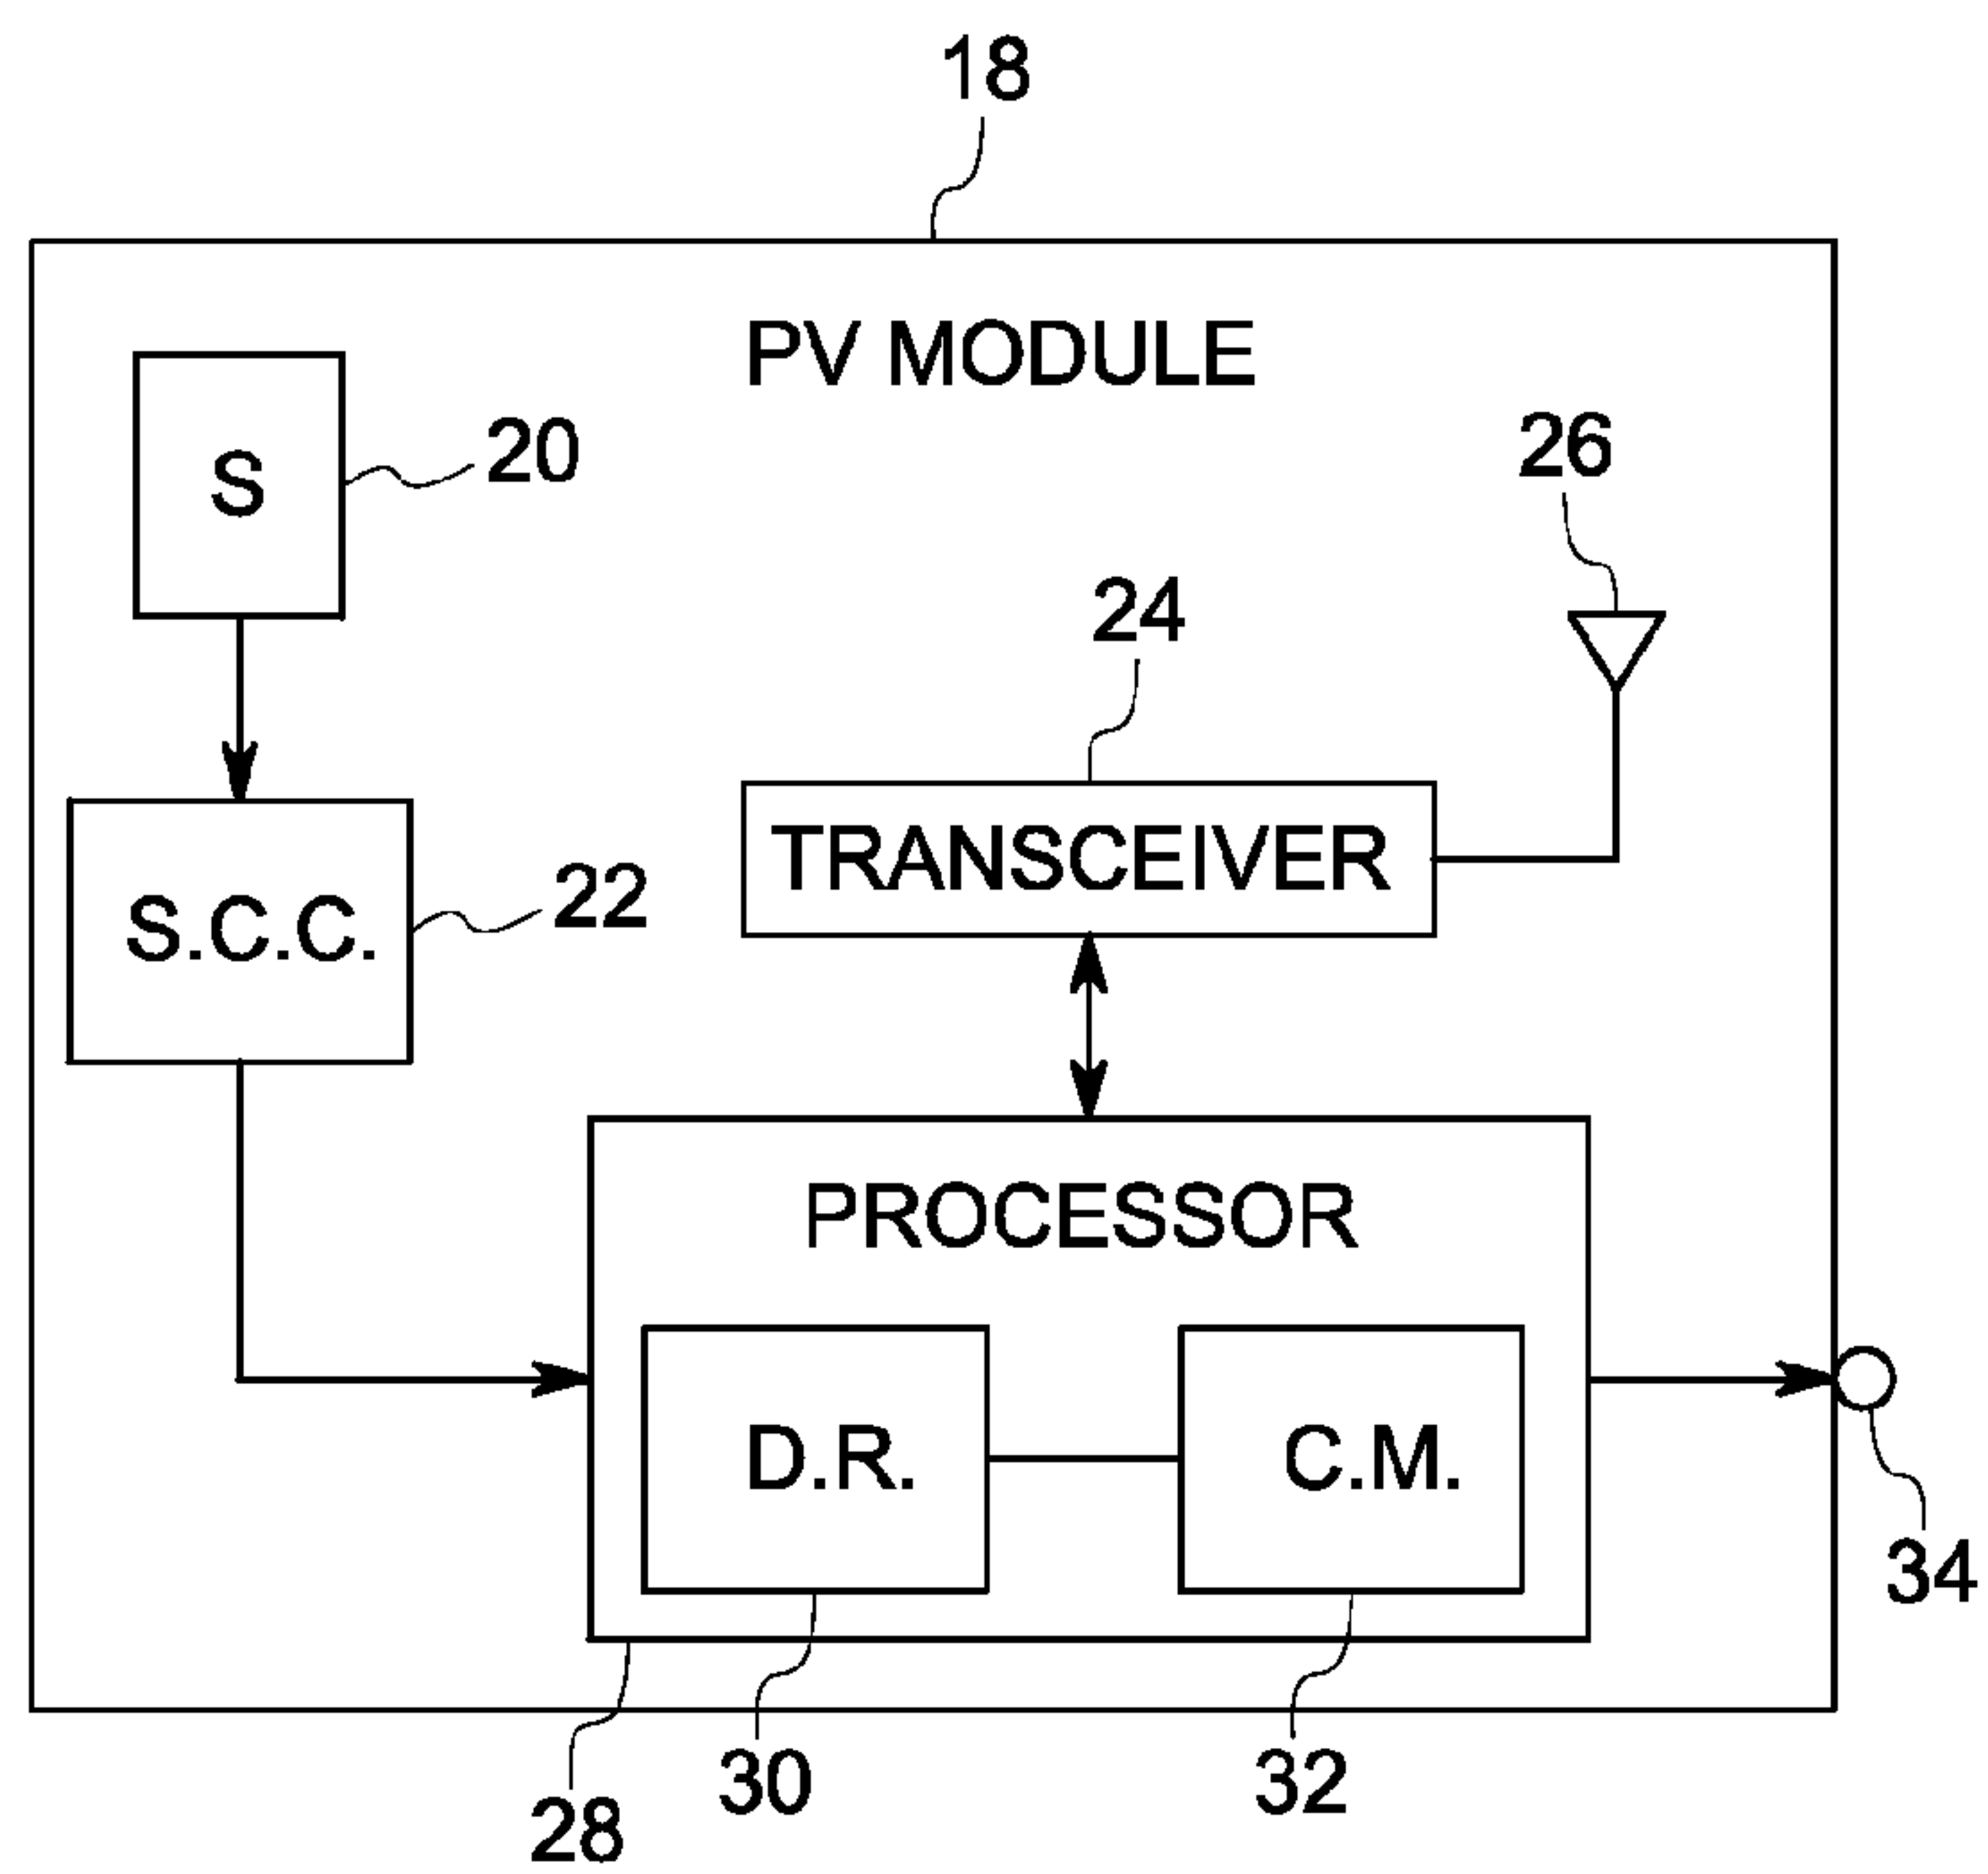 18
PV MODULE
S
20
26
24
TRANSCEIVER
S.C.C.
22
PROCESSOR
D.R.
C.M.
34
30
32
28